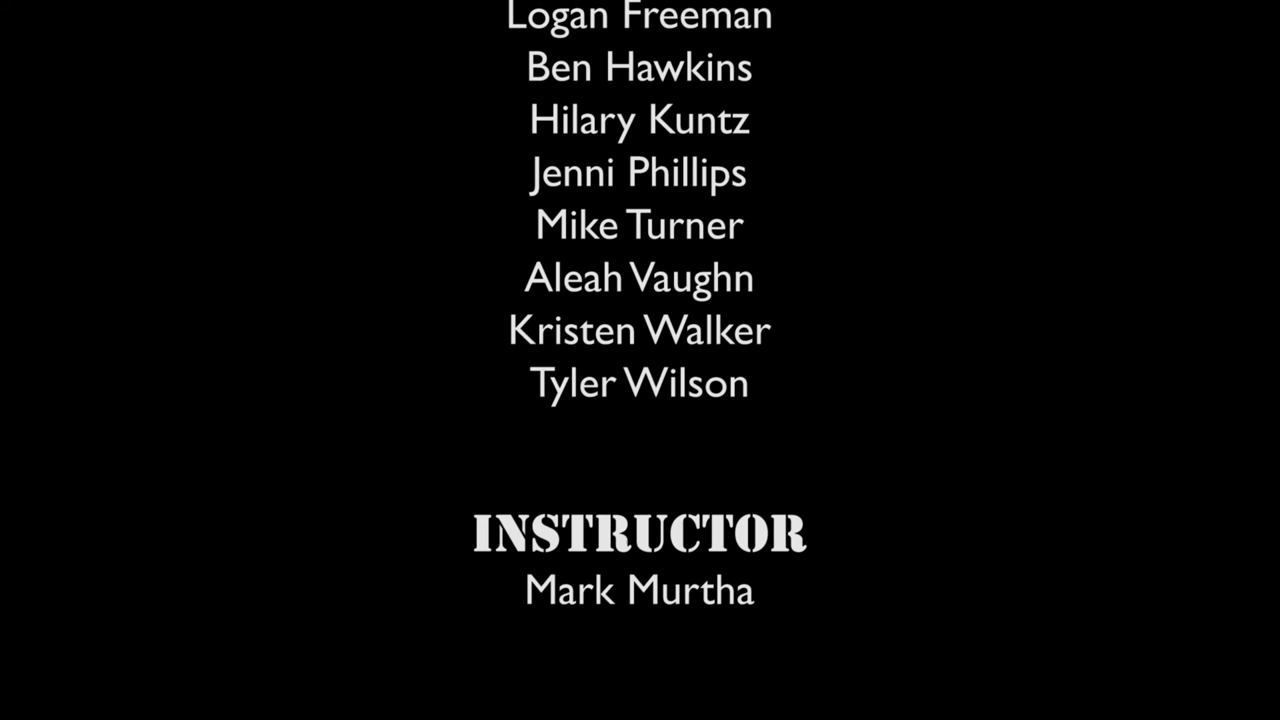 Logan Freeman
Ben Hawkins
Hilary Kuntz
Jenni Phillips
Mike Turner
Aleah Vaughn
Kristen Walker
Tyler Wilson
INSTRUCTOR
Mark Murtha